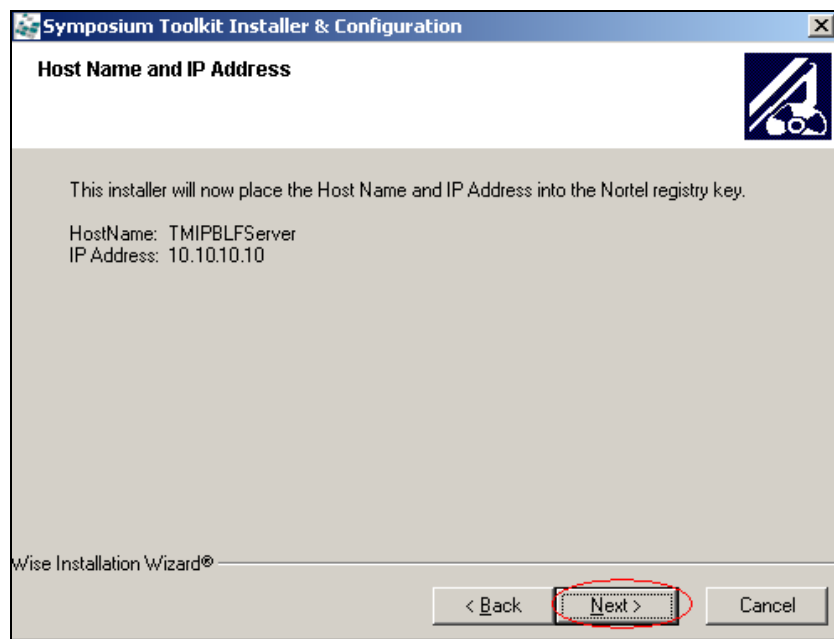 Symposium Toolkit Installer & Configuration
Host Name and IP Address
This installer will now place the Host Name and IP Address into the Nortel registry key.
HostName: TMIPBLFServer
IP Address: 10.10.10.10
Wise Installation Wizard®
< Back Next > Cancel